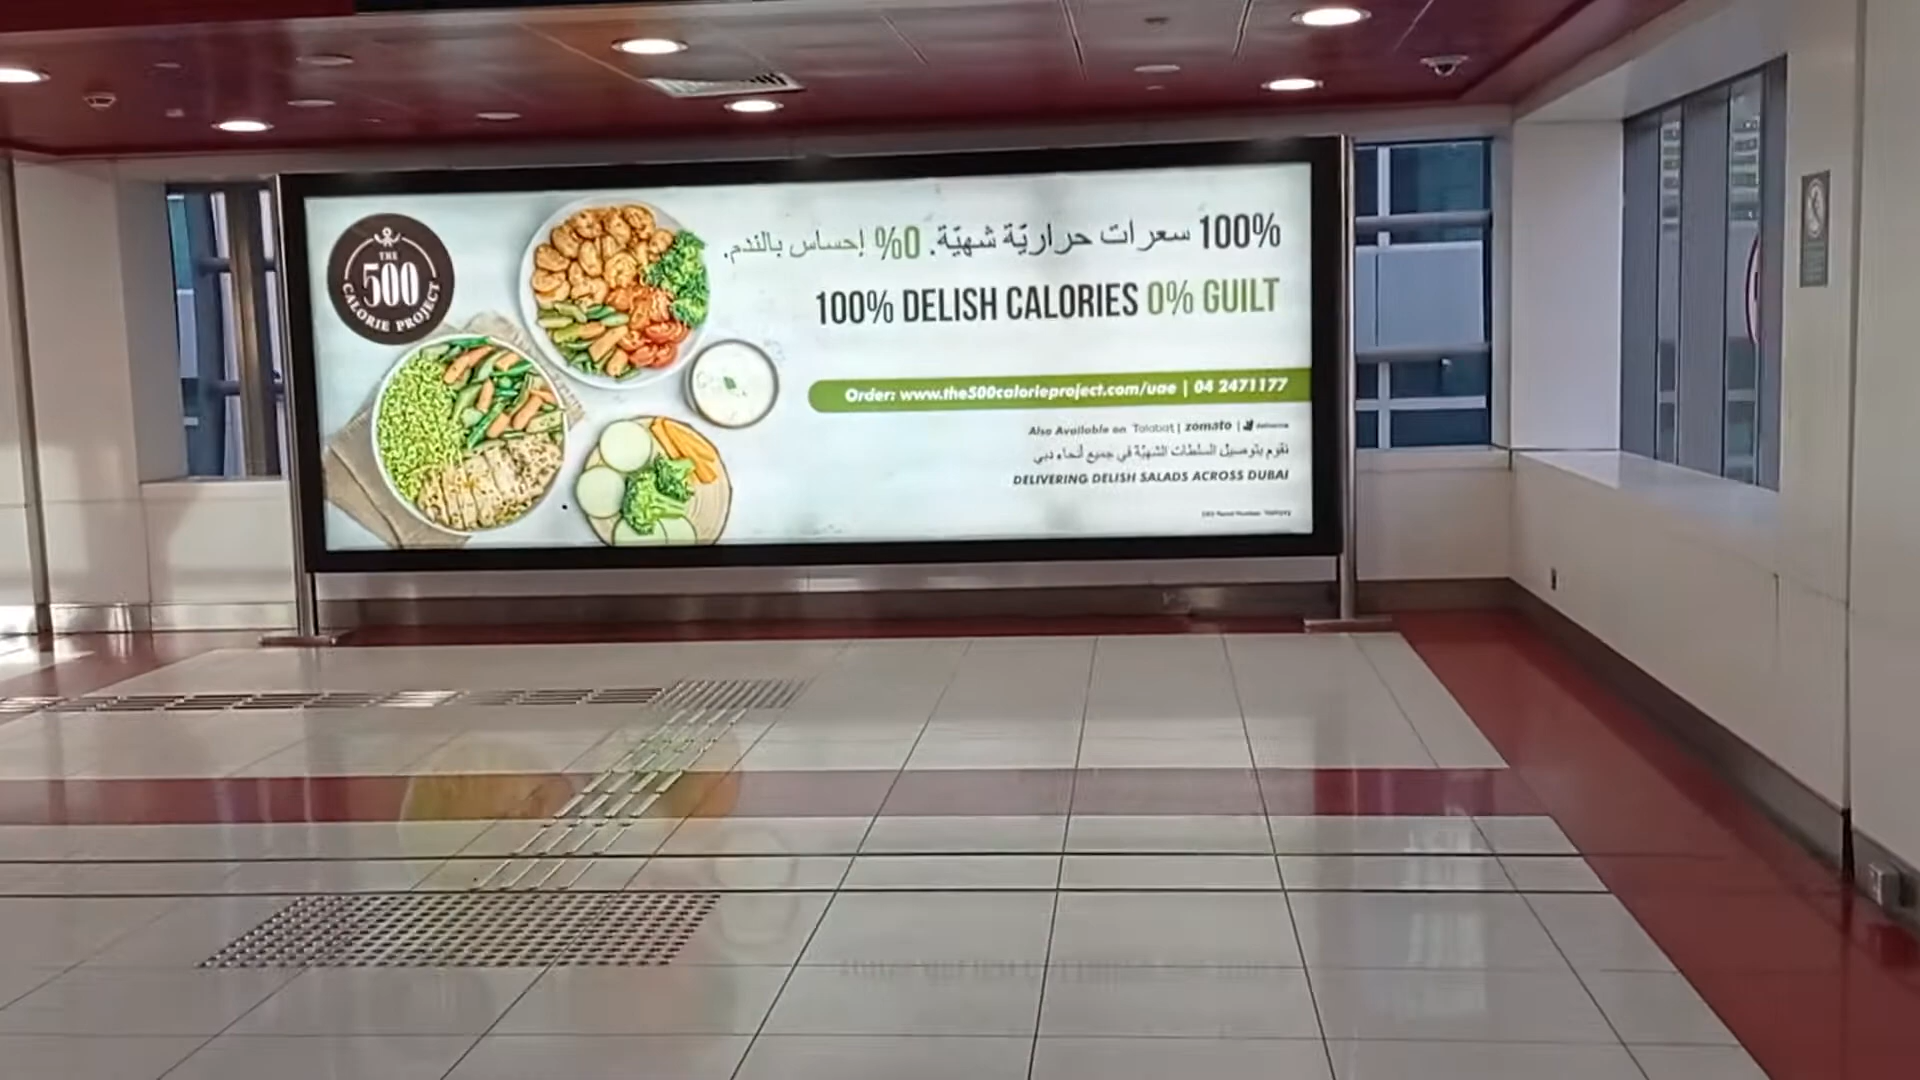 THE
500
CALORIE PROJECT
100% سعرات حراريّة شهيّة. 0% إحساس بالندم.
100% DELISH CALORIES 0% GUILT
Order: www.the500calorieproject.com/uae | 04 2471177
Also Available on Talabat | zomato | deliveroo
نقوم بتوصيل السلطات الشهيّة في جميع أنحاء دبي
DELIVERING DELISH SALADS ACROSS DUBAI